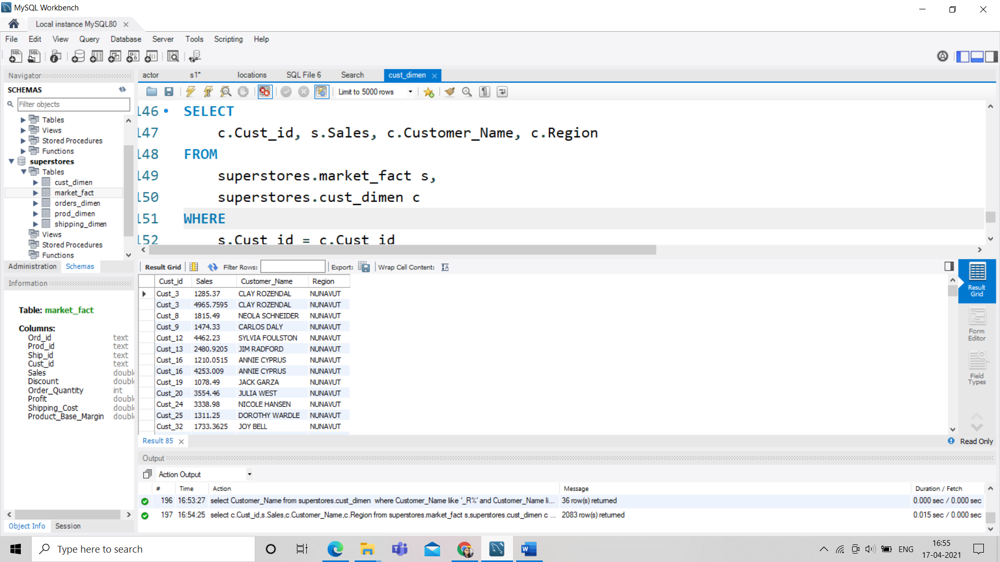 MySQL Workbench
Local instance MySQL80
File Edit View Query Database Server Tools Scripting Help
Navigator
SCHEMAS
Filter objects
Tables
Views
Stored Procedures
Functions
superstores
Tables
cust_dimen
market_fact
orders_dimen
prod_dimen
shipping_dimen
Views
Stored Procedures
Functions
Administration Schemas
Information
Table: market_fact
Columns:
Ord_id text
Prod_id text
Ship_id text
Cust_id text
Sales doubl
Discount doubl
Order_Quantity int
Profit doubl
Shipping_Cost doubl
Product_Base_Margin doubl
Object Info Session
actor s1* locations SQL File 6 Search cust_dimen
Limit to 5000 rows
146 SELECT
147 c.Cust_id, s.Sales, c.Customer_Name, c.Region
148 FROM
149 superstores.market_fact s,
150 superstores.cust_dimen c
151 WHERE
152 s.Cust_id = c.Cust_id
Result Grid Filter Rows: Export: Wrap Cell Content:
Cust_id Sales Customer_Name Region
Cust_3 1285.37 CLAY ROZENDAL NUNAVUT
Cust_3 4965.7595 CLAY ROZENDAL NUNAVUT
Cust_8 1815.49 NEOLA SCHNEIDER NUNAVUT
Cust_9 1474.33 CARLOS DALY NUNAVUT
Cust_12 4462.23 SYLVIA FOULSTON NUNAVUT
Cust_13 2480.9205 JIM RADFORD NUNAVUT
Cust_16 1210.0515 ANNIE CYPRUS NUNAVUT
Cust_16 4253.009 ANNIE CYPRUS NUNAVUT
Cust_19 1078.49 JACK GARZA NUNAVUT
Cust_20 3554.46 JULIA WEST NUNAVUT
Cust_24 3338.98 NICOLE HANSEN NUNAVUT
Cust_25 1311.25 DOROTHY WARDLE NUNAVUT
Cust_32 1733.3625 JOY BELL NUNAVUT
Result Grid
Form Editor
Field Types
Result 85
Read Only
Output
Action Output
# Time Action Message Duration / Fetch
196 16:53:27 select Customer_Name from superstores.cust_dimen where Customer_Name like '_R%' and Customer_Name li... 36 row(s) returned 0.000 sec / 0.000 sec
197 16:54:25 select c.Cust_id,s.Sales,c.Customer_Name,c.Region from superstores.market_fact s,superstores.cust_dimen c ... 2083 row(s) returned 0.015 sec / 0.000 sec
Type here to search
ENG
16:55
17-04-2021